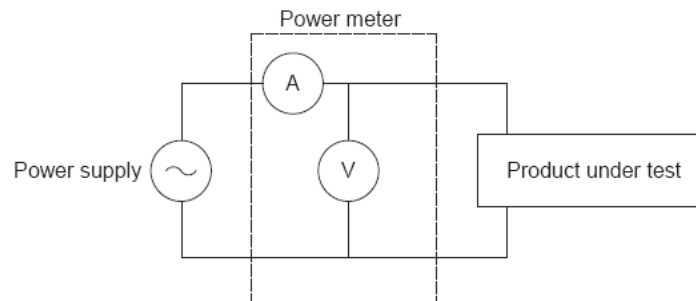 Power meter
A
Power supply
V
Product under test